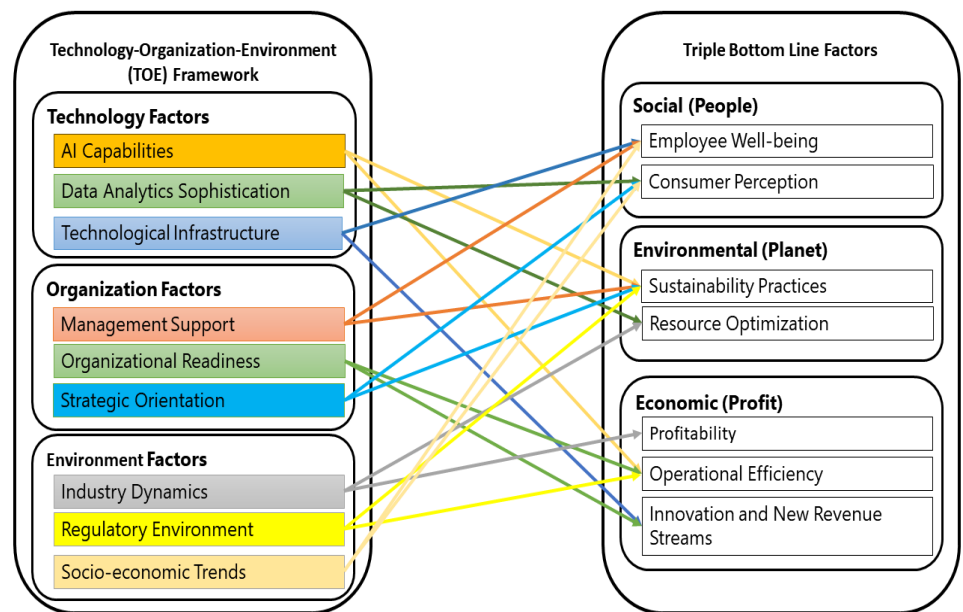 Technology-Organization-Environment
(TOE) Framework
Technology Factors
AI Capabilities
Data Analytics Sophistication
Technological Infrastructure
Organization Factors
Management Support
Organizational Readiness
Strategic Orientation
Environment Factors
Industry Dynamics
Regulatory Environment
Socio-economic Trends
Triple Bottom Line Factors
Social (People)
Employee Well-being
Consumer Perception
Environmental (Planet)
Sustainability Practices
Resource Optimization
Economic (Profit)
Profitability
Operational Efficiency
Innovation and New Revenue
Streams